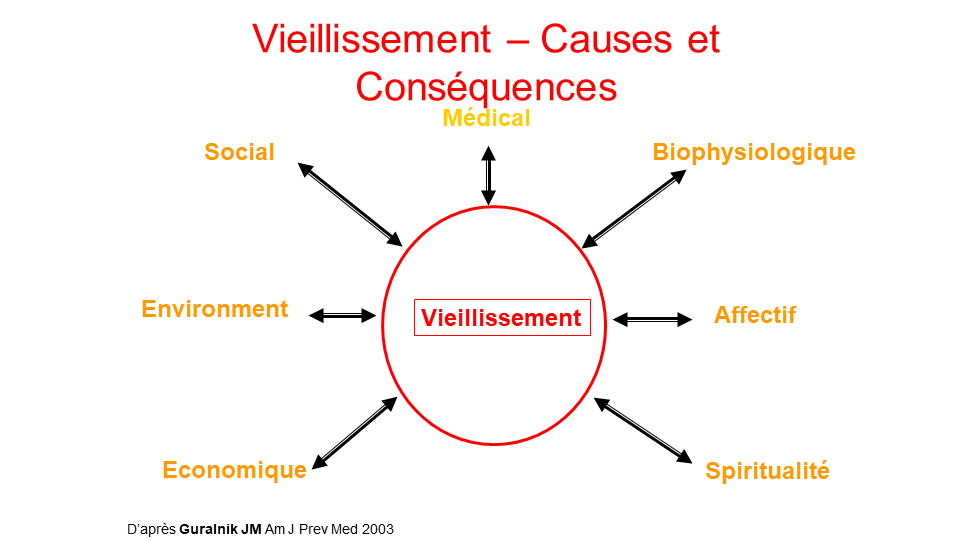 Vieillissement – Causes et
Conséquences
Médical
Social
Biophysiologique
Environment
Vieillissement
Affectif
Economique
Spiritualité
D’après Guralnik JM Am J Prev Med 2003